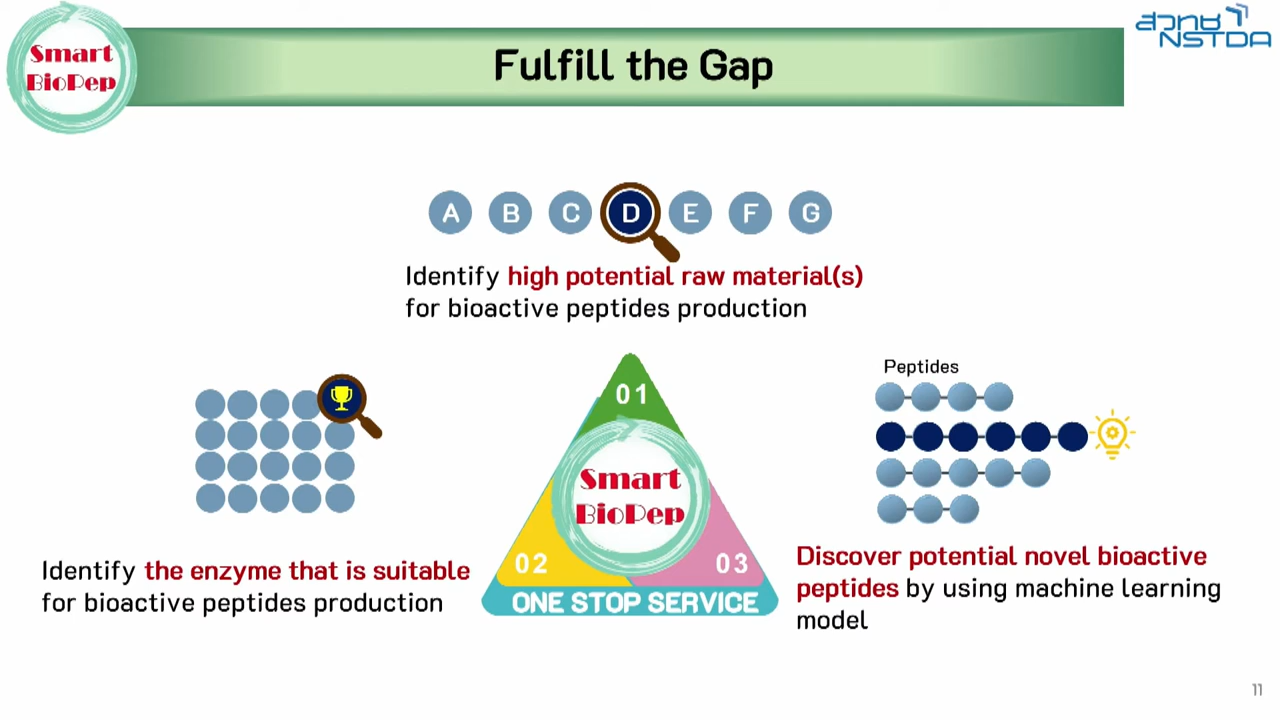 Smart
BioPep
Fulfill the Gap
สวทช
NSTDA
A B C D E F G
Identify high potential raw material(s)
for bioactive peptides production
01
Smart
BioPep
02
03
ONE STOP SERVICE
Identify the enzyme that is suitable
for bioactive peptides production
Peptides
Discover potential novel bioactive
peptides by using machine learning
model
11